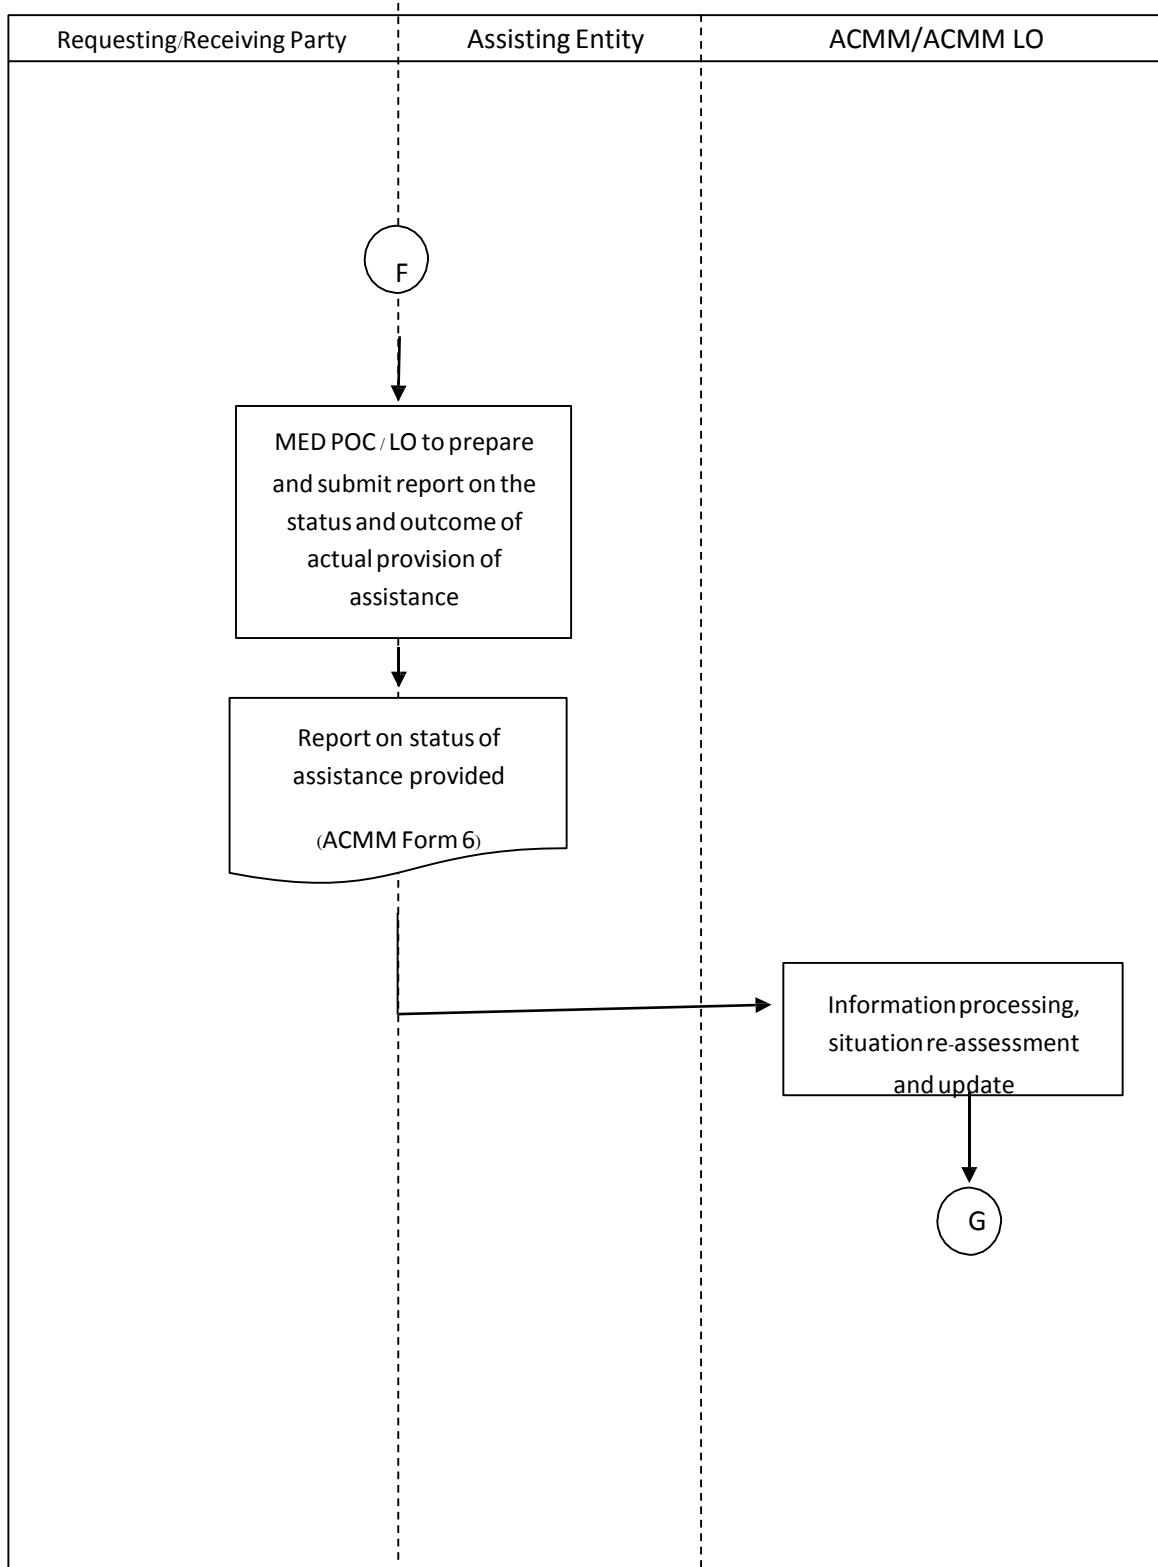 Requesting/Receiving Party
Assisting Entity
ACMM/ACMM LO
F
MED POC / LO to prepare
and submit report on the
status and outcome of
actual provision of
assistance
Report on status of
assistance provided
(ACMM Form 6)
Information processing,
situation re-assessment
and update
G